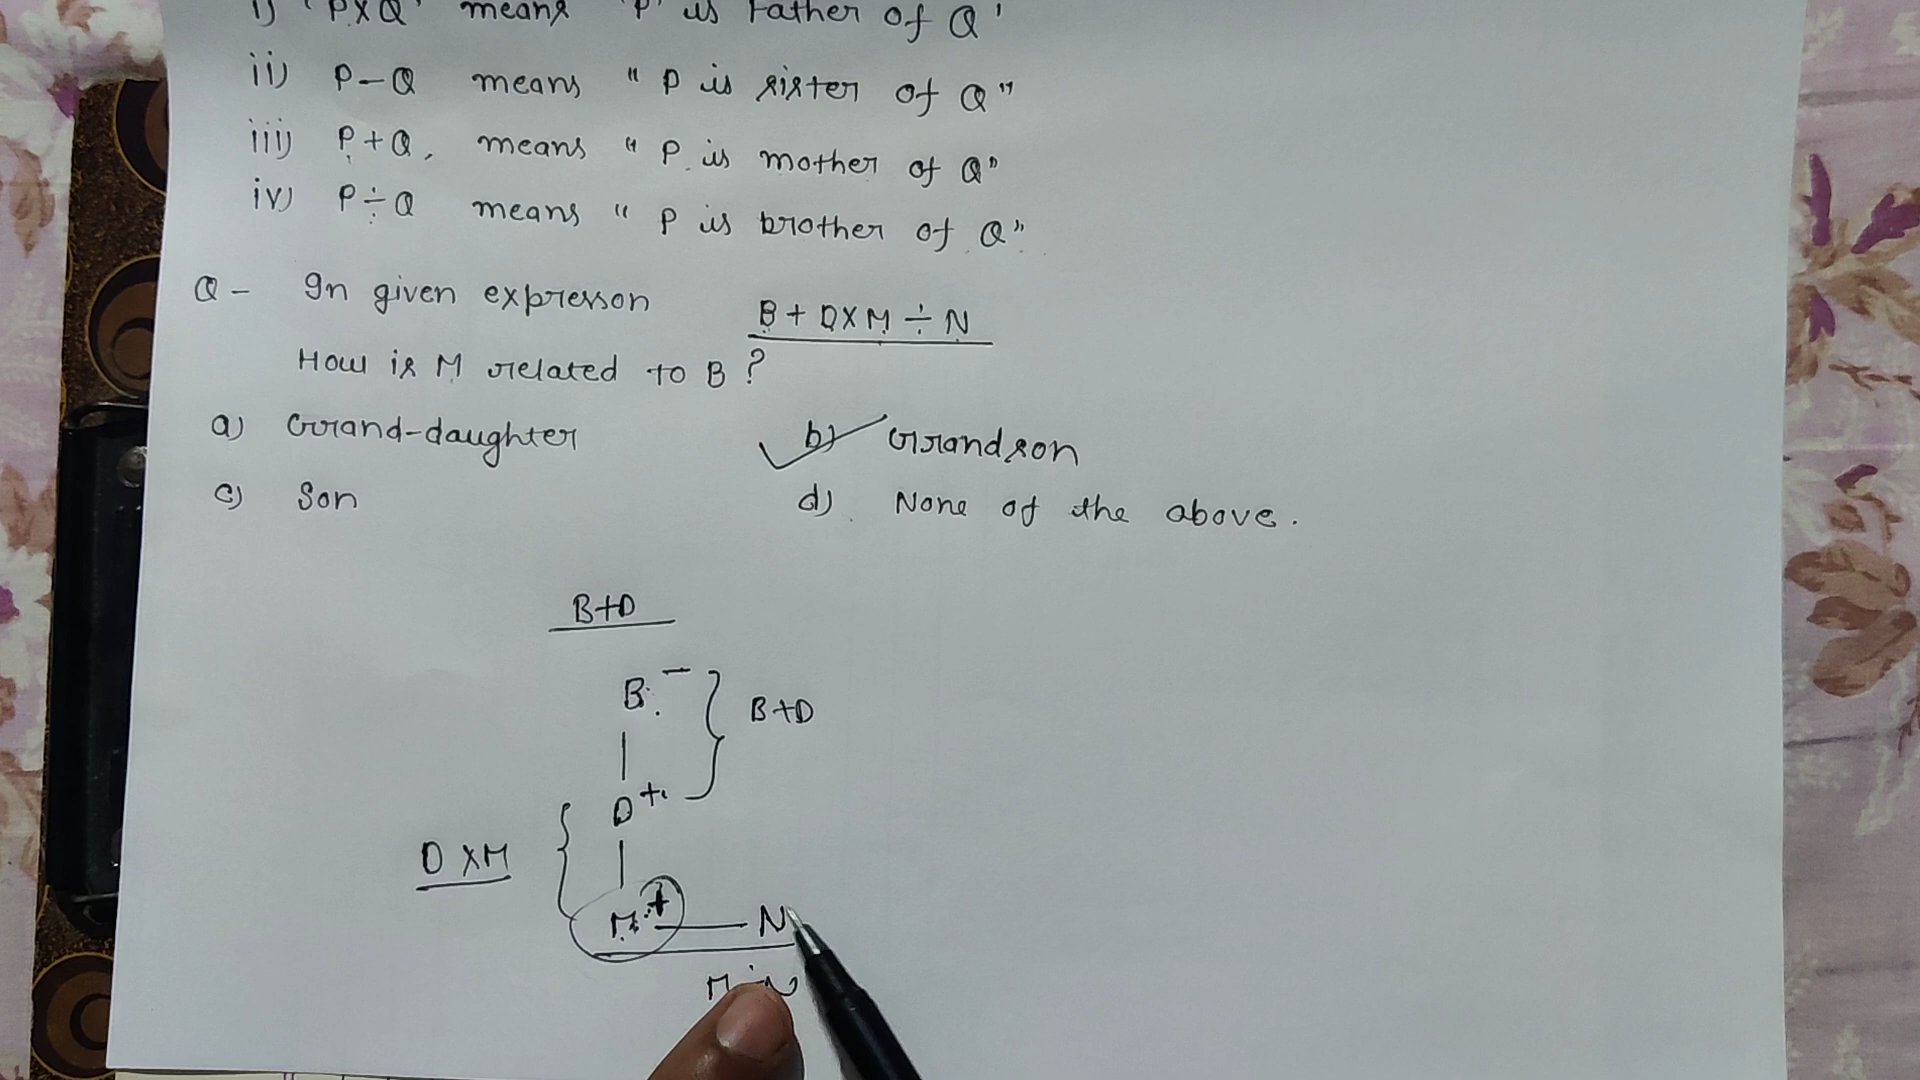 i) 'P×Q' means 'P' is Father of Q'
ii) P-Q means "P is sister of Q"
iii) P+Q, means "P is mother of Q"
iv) P÷Q means "P is brother of Q"
Q- In given expresson B+D×M÷N
How is M related to B?
a) Grand-daughter b) Grandson
c) Son d) None of the above.
B+D
B - B+D
D +
D×M
M + N
M÷N